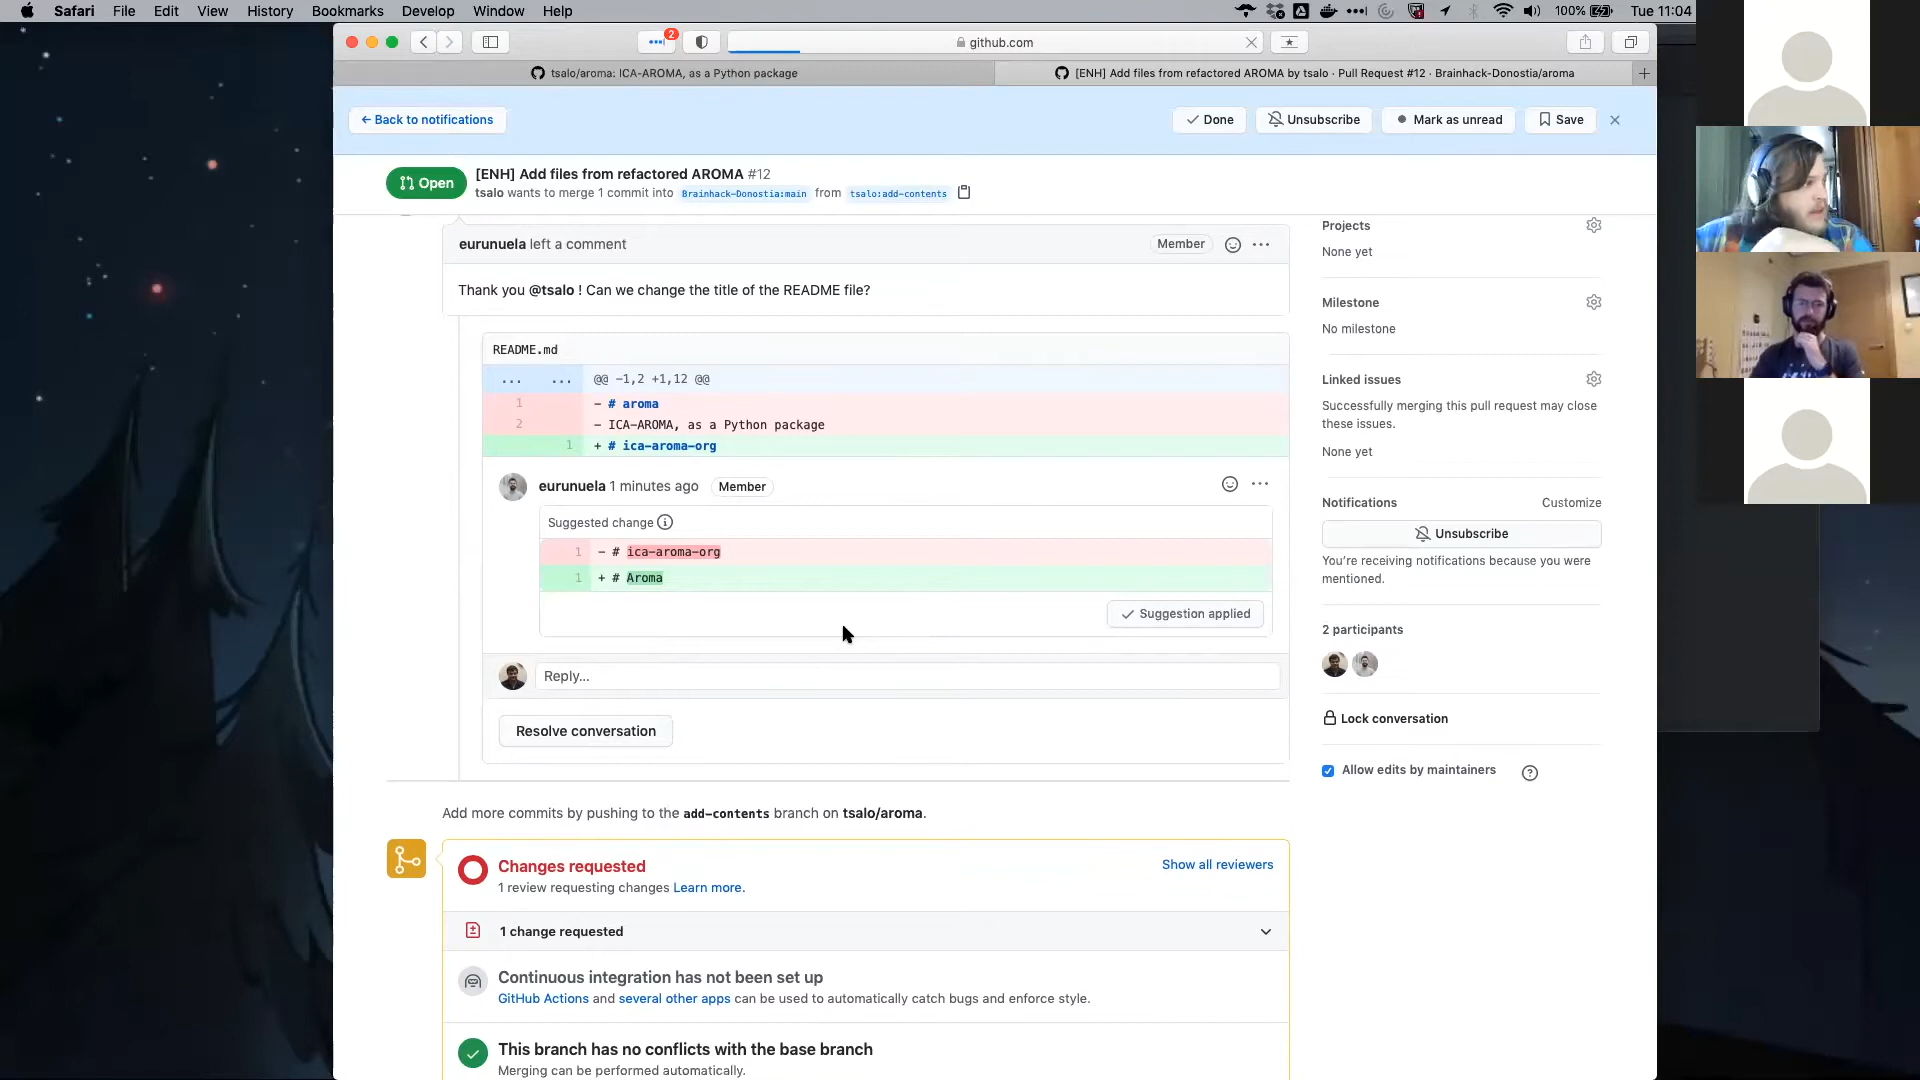 Safari File Edit View History Bookmarks Develop Window Help 100% Tue 11:04
2 github.com
tsalo/aroma: ICA-AROMA, as a Python package
[ENH] Add files from refactored AROMA by tsalo · Pull Request #12 · Brainhack-Donostia/aroma
← Back to notifications
Done
Unsubscribe
Mark as unread
Save
Open
[ENH] Add files from refactored AROMA #12
tsalo wants to merge 1 commit into Brainhack-Donostia:main from tsalo:add-contents
eurunuela left a comment
Member
Thank you @tsalo ! Can we change the title of the README file?
README.md
... ... @@ -1,2 +1,12 @@
1 - # aroma
2 - ICA-AROMA, as a Python package
1 + # ica-aroma-org
eurunuela 1 minutes ago Member
Suggested change
1 - # ica-aroma-org
1 + # Aroma
Suggestion applied
Reply...
Resolve conversation
Add more commits by pushing to the add-contents branch on tsalo/aroma.
Changes requested
1 review requesting changes Learn more.
Show all reviewers
1 change requested
Continuous integration has not been set up
GitHub Actions and several other apps can be used to automatically catch bugs and enforce style.
This branch has no conflicts with the base branch
Merging can be performed automatically.
Projects
None yet
Milestone
No milestone
Linked issues
Successfully merging this pull request may close
these issues.
None yet
Notifications Customize
Unsubscribe
You're receiving notifications because you were
mentioned.
2 participants
Lock conversation
Allow edits by maintainers